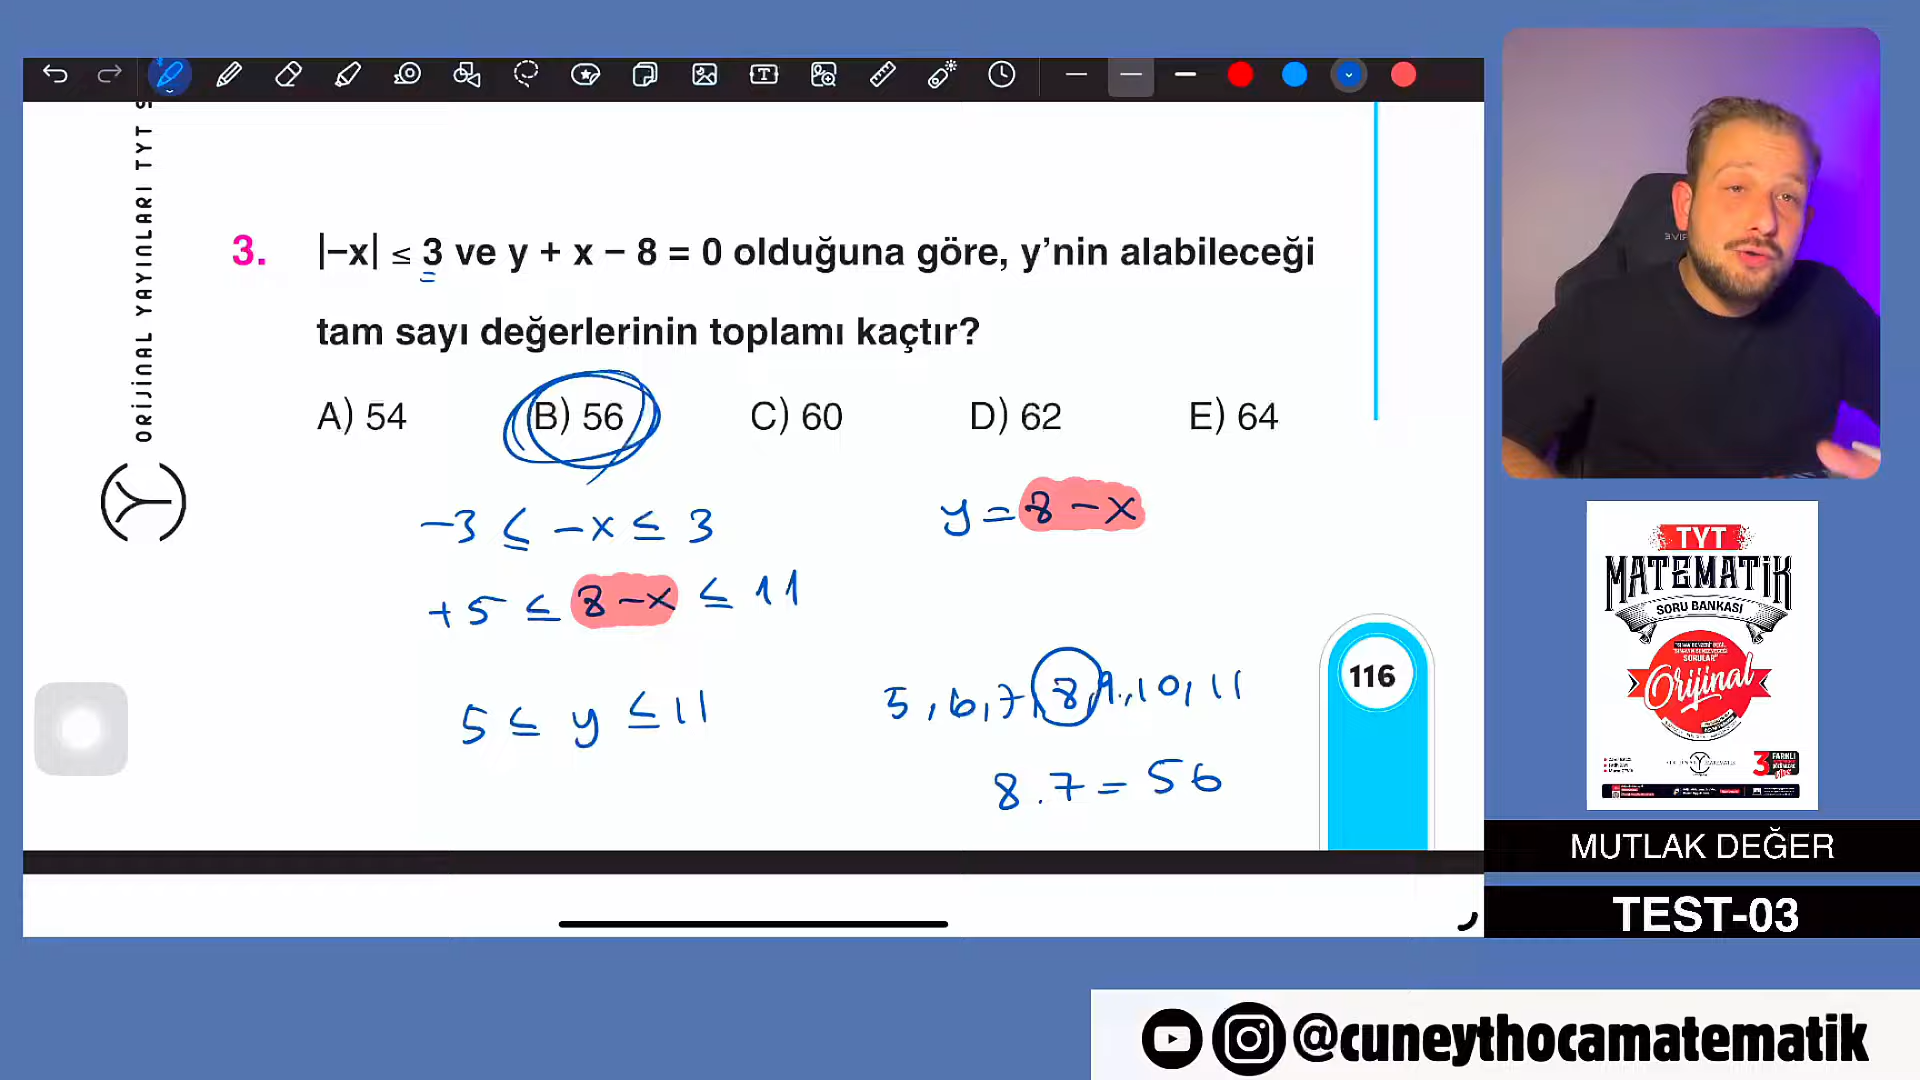 ORİJİNAL YAYINLARI TYT S
3. |−x| ≤ 3 ve y + x − 8 = 0 olduğuna göre, y’nin alabileceği
tam sayı değerlerinin toplamı kaçtır?
A) 54 B) 56 C) 60 D) 62 E) 64
−3 ≤ −x ≤ 3
+5 ≤ 8−x ≤ 11
5 ≤ y ≤ 11
y = 8 − x
5, 6, 7, 8, 9, 10, 11
8.7 = 56
116
TYT
MATEMATİK
SORU BANKASI
Orijinal
3 FARKLI
MUTLAK DEĞER
TEST-03
@cuneythocamatematik